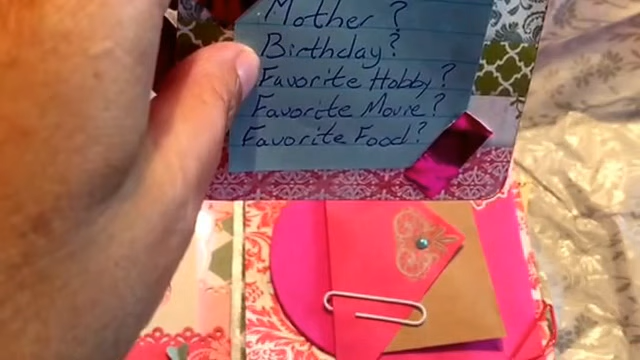 Mother?
Birthday?
Favorite Hobby?
Favorite Movie?
Favorite Food?